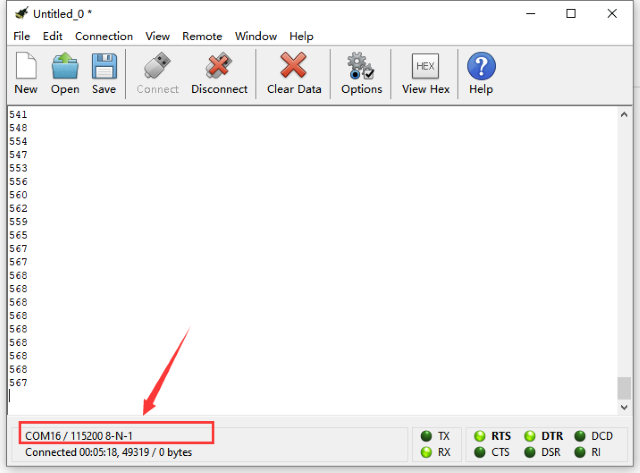 Untitled_0 *
File Edit Connection View Remote Window Help
HEX
New Open Save Connect Disconnect Clear Data Options View Hex Help
541
548
554
547
553
556
560
562
559
565
567
567
568
568
568
568
568
568
568
568
567
COM16 / 115200 8-N-1
Connected 00:05:18, 49319 / 0 bytes
TX RTS DTR DCD
RX CTS DSR RI